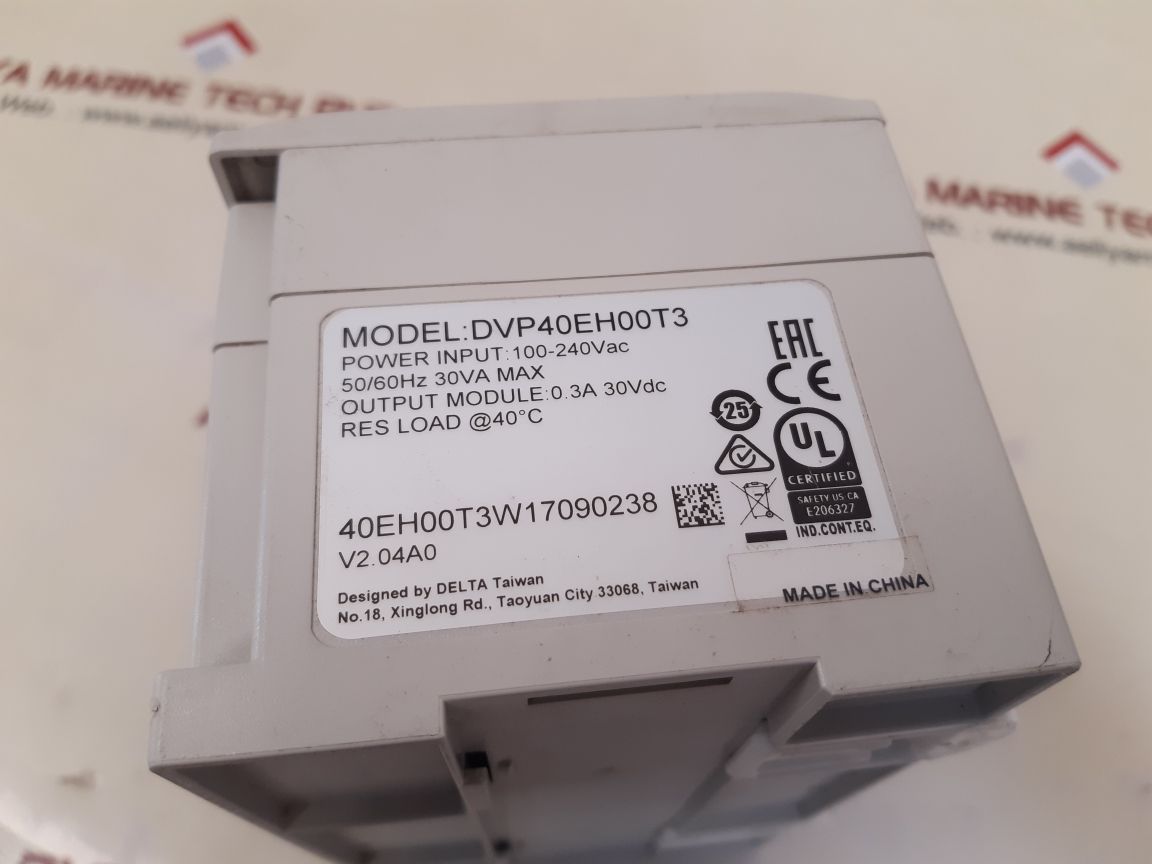 YA MARINE TECH
MARINE TEC
MODEL:DVP40EH00T3
POWER INPUT:100-240Vac
50/60Hz 30VA MAX
OUTPUT MODULE:0.3A 30Vdc
RES LOAD @40°C
EAC
CE
25
UL
CERTIFIED
SAFETY US CA
E206327
IND.CONT.EQ.
40EH00T3W17090238
V2.04A0
Designed by DELTA Taiwan
No.18, Xinglong Rd., Taoyuan City 33068, Taiwan
MADE IN CHINA